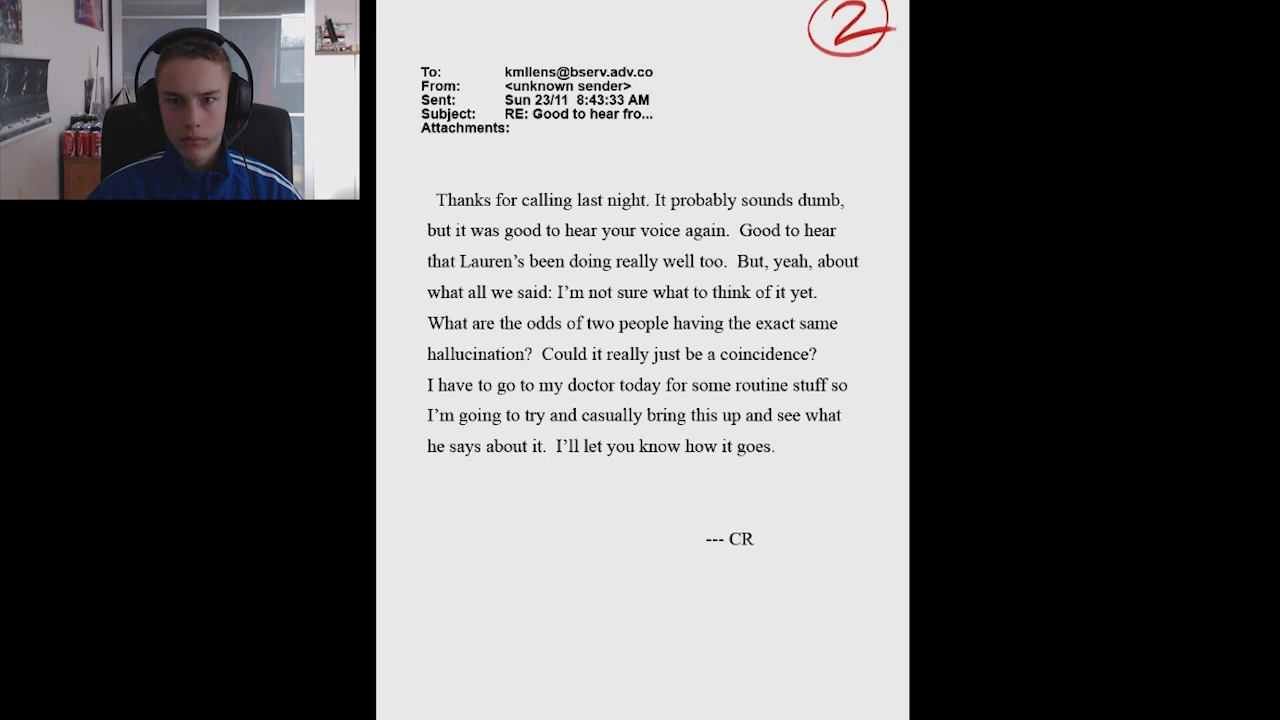 2
To: kmllens@bserv.adv.co
From: <unknown sender>
Sent: Sun 23/11 8:43:33 AM
Subject: RE: Good to hear fro...
Attachments:
Thanks for calling last night. It probably sounds dumb,
but it was good to hear your voice again. Good to hear
that Lauren's been doing really well too. But, yeah, about
what all we said: I'm not sure what to think of it yet.
What are the odds of two people having the exact same
hallucination? Could it really just be a coincidence?
I have to go to my doctor today for some routine stuff so
I'm going to try and casually bring this up and see what
he says about it. I'll let you know how it goes.
--- CR